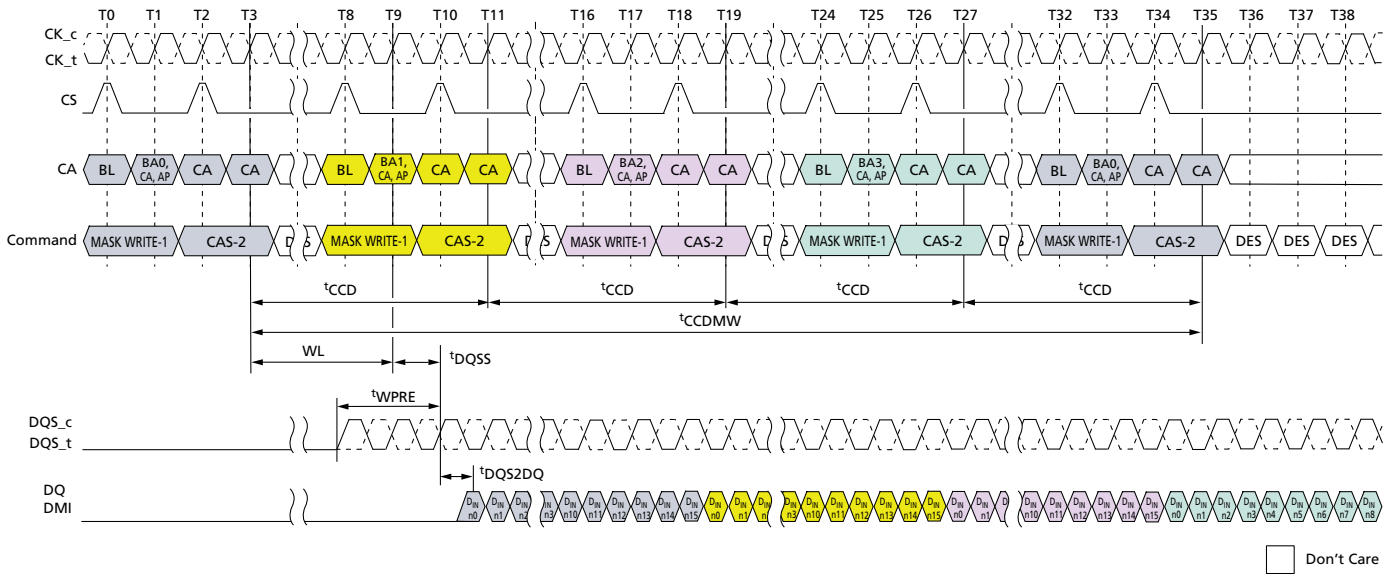 T0 T1 T2 T3 T8 T9 T10 T11 T16 T17 T18 T19 T24 T25 T26 T27 T32 T33 T34 T35 T36 T37 T38
CK_c
CK_t
CS
CA BL BA0, CA, AP CA CA BL BA1, CA, AP CA CA BL BA2, CA, AP CA CA BL BA3, CA, AP CA CA BL BA0, CA, AP CA CA
Command MASK WRITE-1 CAS-2 MASK WRITE-1 CAS-2 MASK WRITE-1 CAS-2 MASK WRITE-1 CAS-2 MASK WRITE-1 CAS-2 DES DES DES
tCCD tCCD tCCD tCCD
tCCDMW
WL tDQSS
tWPRE
DQS_c
DQS_t
tDQS2DQ
DQ
DMI
DIN n0 DIN n1 DIN n2 DIN n3 DIN n10 DIN n11 DIN n12 DIN n13 DIN n14 DIN n15 DIN n0 DIN n1 DIN n3 DIN n10 DIN n11 DIN n12 DIN n13 DIN n14 DIN n15 DIN n0 DIN n1 DIN n10 DIN n11 DIN n12 DIN n13 DIN n14 DIN n15 DIN n0 DIN n1 DIN n2 DIN n3 DIN n4 DIN n5 DIN n6 DIN n7 DIN n8
Don't Care